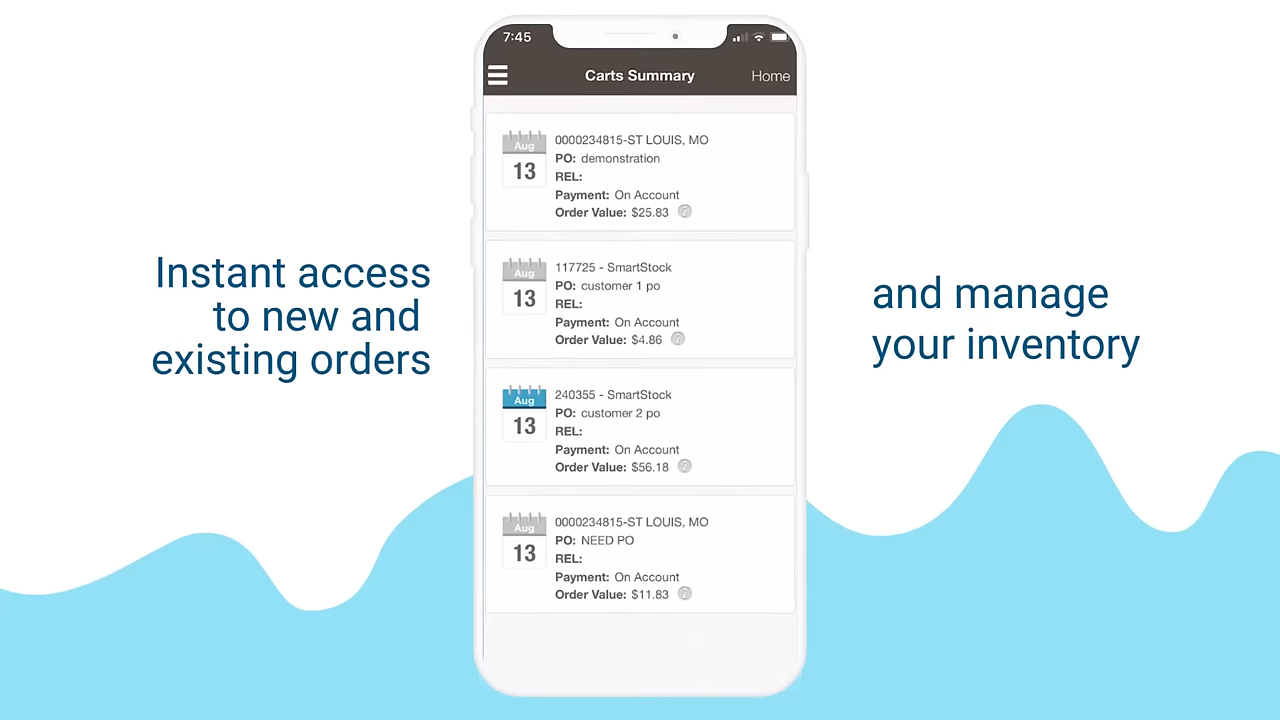 Instant access
to new and
existing orders
7:45
Carts Summary
Home
Aug
13
0000234815-ST LOUIS, MO
PO: demonstration
REL:
Payment: On Account
Order Value: $25.83
Aug
13
117725 - SmartStock
PO: customer 1 po
REL:
Payment: On Account
Order Value: $4.86
Aug
13
240355 - SmartStock
PO: customer 2 po
REL:
Payment: On Account
Order Value: $56.18
Aug
13
0000234815-ST LOUIS, MO
PO: NEED PO
REL:
Payment: On Account
Order Value: $11.83
and manage
your inventory